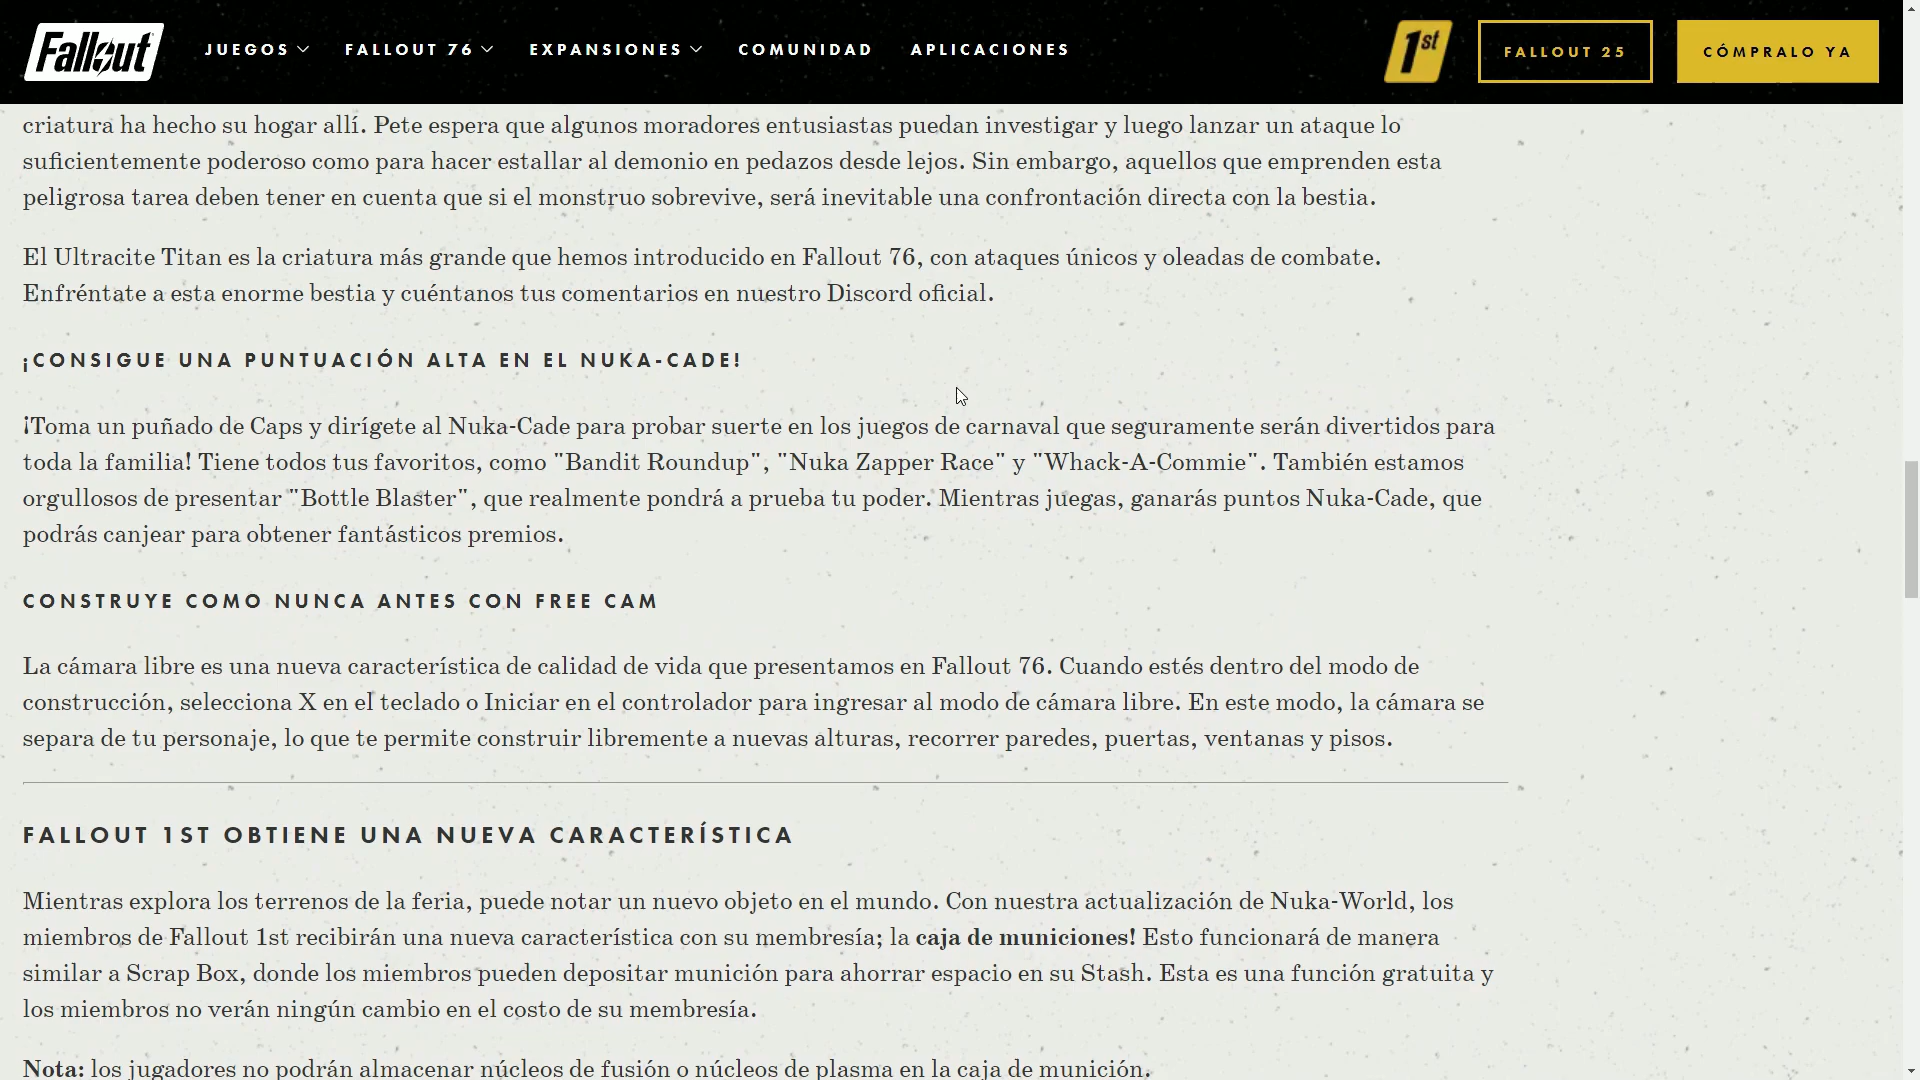 Fallout
JUEGOS
FALLOUT 76
EXPANSIONES
COMUNIDAD
APLICACIONES
1st
FALLOUT 25
CÓMPRALO YA
criatura ha hecho su hogar allí. Pete espera que algunos moradores entusiastas puedan investigar y luego lanzar un ataque lo
suficientemente poderoso como para hacer estallar al demonio en pedazos desde lejos. Sin embargo, aquellos que emprenden esta
peligrosa tarea deben tener en cuenta que si el monstruo sobrevive, será inevitable una confrontación directa con la bestia.
El Ultracite Titan es la criatura más grande que hemos introducido en Fallout 76, con ataques únicos y oleadas de combate.
Enfréntate a esta enorme bestia y cuéntanos tus comentarios en nuestro Discord oficial.
¡CONSIGUE UNA PUNTUACIÓN ALTA EN EL NUKA-CADE!
¡Toma un puñado de Caps y dirígete al Nuka-Cade para probar suerte en los juegos de carnaval que seguramente serán divertidos para
toda la familia! Tiene todos tus favoritos, como "Bandit Roundup", "Nuka Zapper Race" y "Whack-A-Commie". También estamos
orgullosos de presentar "Bottle Blaster", que realmente pondrá a prueba tu poder. Mientras juegas, ganarás puntos Nuka-Cade, que
podrás canjear para obtener fantásticos premios.
CONSTRUYE COMO NUNCA ANTES CON FREE CAM
La cámara libre es una nueva característica de calidad de vida que presentamos en Fallout 76. Cuando estés dentro del modo de
construcción, selecciona X en el teclado o Iniciar en el controlador para ingresar al modo de cámara libre. En este modo, la cámara se
separa de tu personaje, lo que te permite construir libremente a nuevas alturas, recorrer paredes, puertas, ventanas y pisos.
FALLOUT 1ST OBTIENE UNA NUEVA CARACTERÍSTICA
Mientras explora los terrenos de la feria, puede notar un nuevo objeto en el mundo. Con nuestra actualización de Nuka-World, los
miembros de Fallout 1st recibirán una nueva característica con su membresía; la caja de municiones! Esto funcionará de manera
similar a Scrap Box, donde los miembros pueden depositar munición para ahorrar espacio en su Stash. Esta es una función gratuita y
los miembros no verán ningún cambio en el costo de su membresía.
Nota: los jugadores no podrán almacenar núcleos de fusión o núcleos de plasma en la caja de munición.